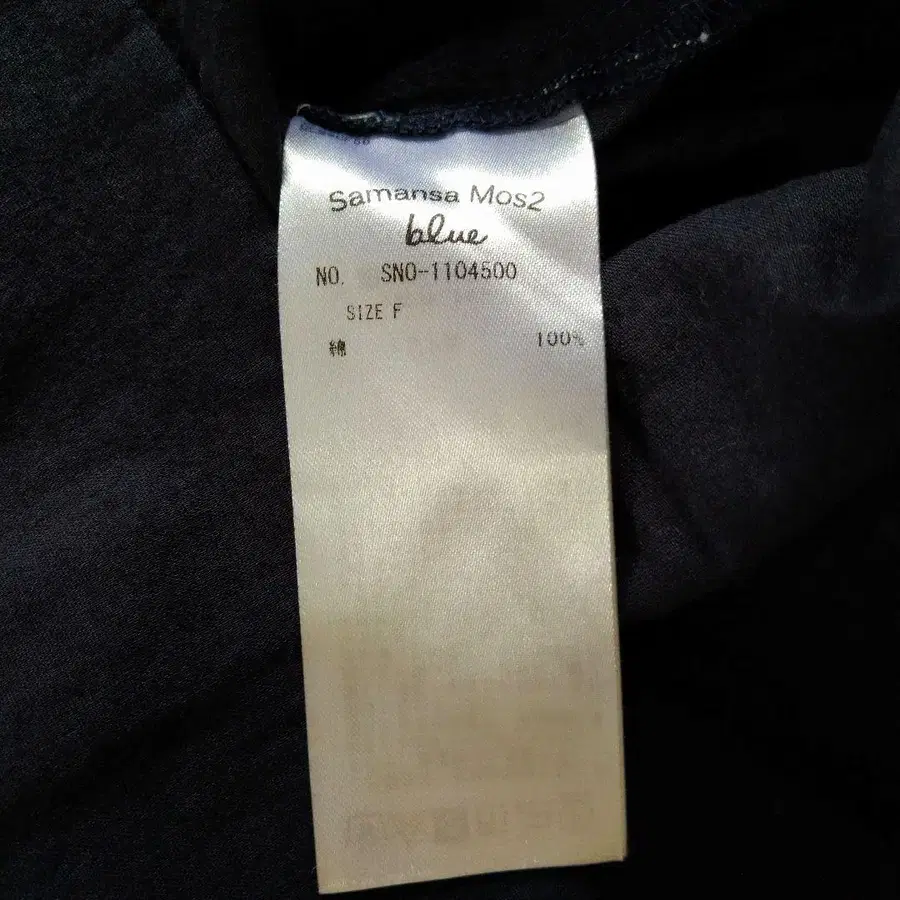 Samansa Mos2
blue
NO. SNO-1104500
SIZE F
綿 100%